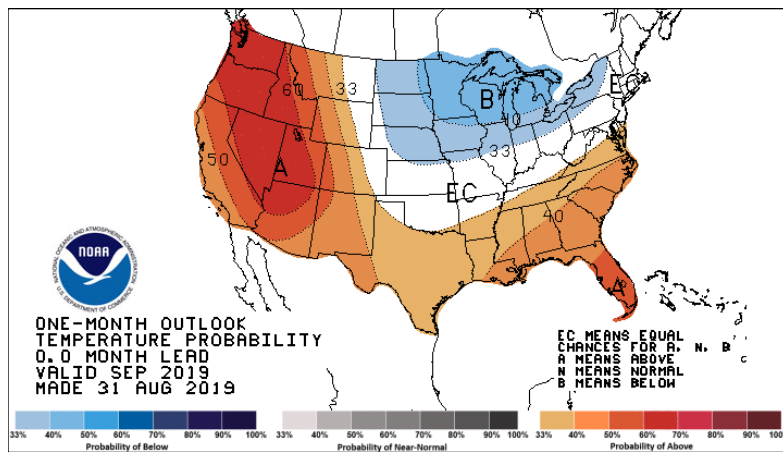 60
33
50
A
B
40
33
EC
EC
40
A
NATIONAL OCEANIC AND ATMOSPHERIC ADMINISTRATION
NOAA
U.S. DEPARTMENT OF COMMERCE
ONE-MONTH OUTLOOK
TEMPERATURE PROBABILITY
0.0 MONTH LEAD
VALID SEP 2019
MADE 31 AUG 2019
EC MEANS EQUAL
CHANCES FOR A, N, B
A MEANS ABOVE
N MEANS NORMAL
B MEANS BELOW
33% 40% 50% 60% 70% 80% 90% 100%
Probability of Below
33% 40% 50% 60% 70% 80% 90% 100%
Probability of Near-Normal
33% 40% 50% 60% 70% 80% 90% 100%
Probability of Above